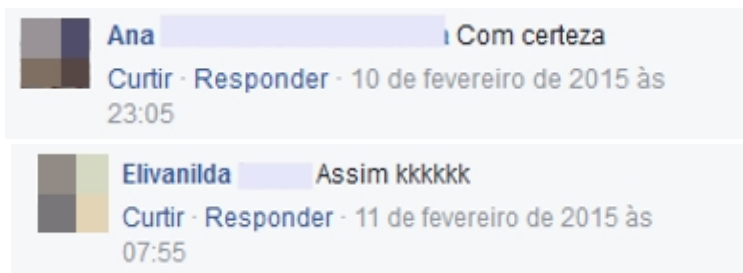 Ana Com certeza
Curtir · Responder · 10 de fevereiro de 2015 às
23:05
Elivanilda Assim kkkkkk
Curtir · Responder · 11 de fevereiro de 2015 às
07:55